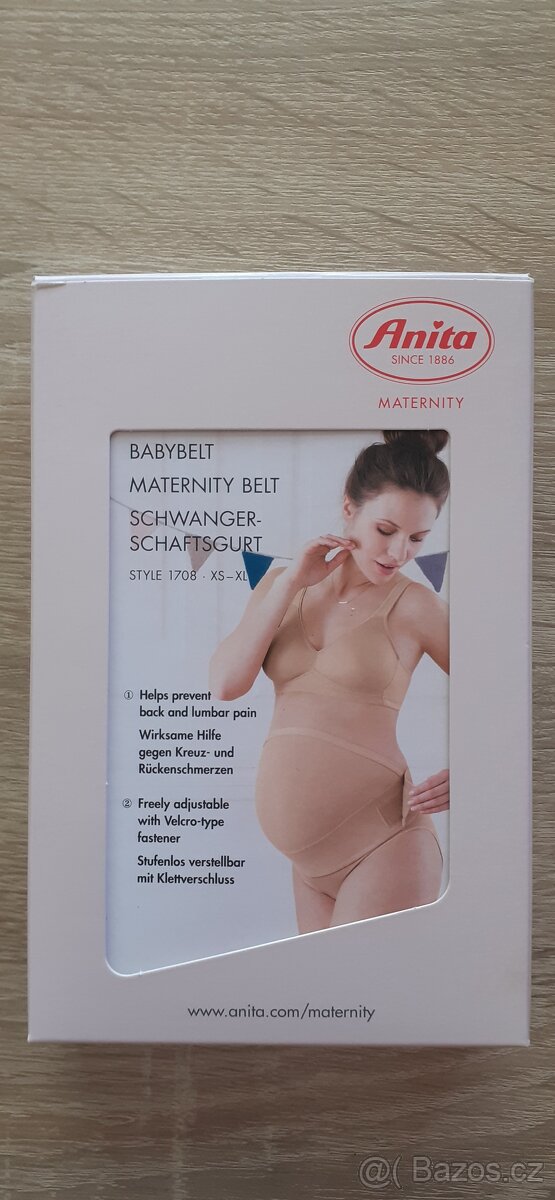 Anita
SINCE 1886
MATERNITY
BABYBELT
MATERNITY BELT
SCHWANGER-
SCHAFTSGURT
STYLE 1708 · XS–XL
① Helps prevent
back and lumbar pain
Wirksame Hilfe
gegen Kreuz- und
Rückenschmerzen
② Freely adjustable
with Velcro-type
fastener
Stufenlos verstellbar
mit Klettverschluss
www.anita.com/maternity
@( Bazos.cz